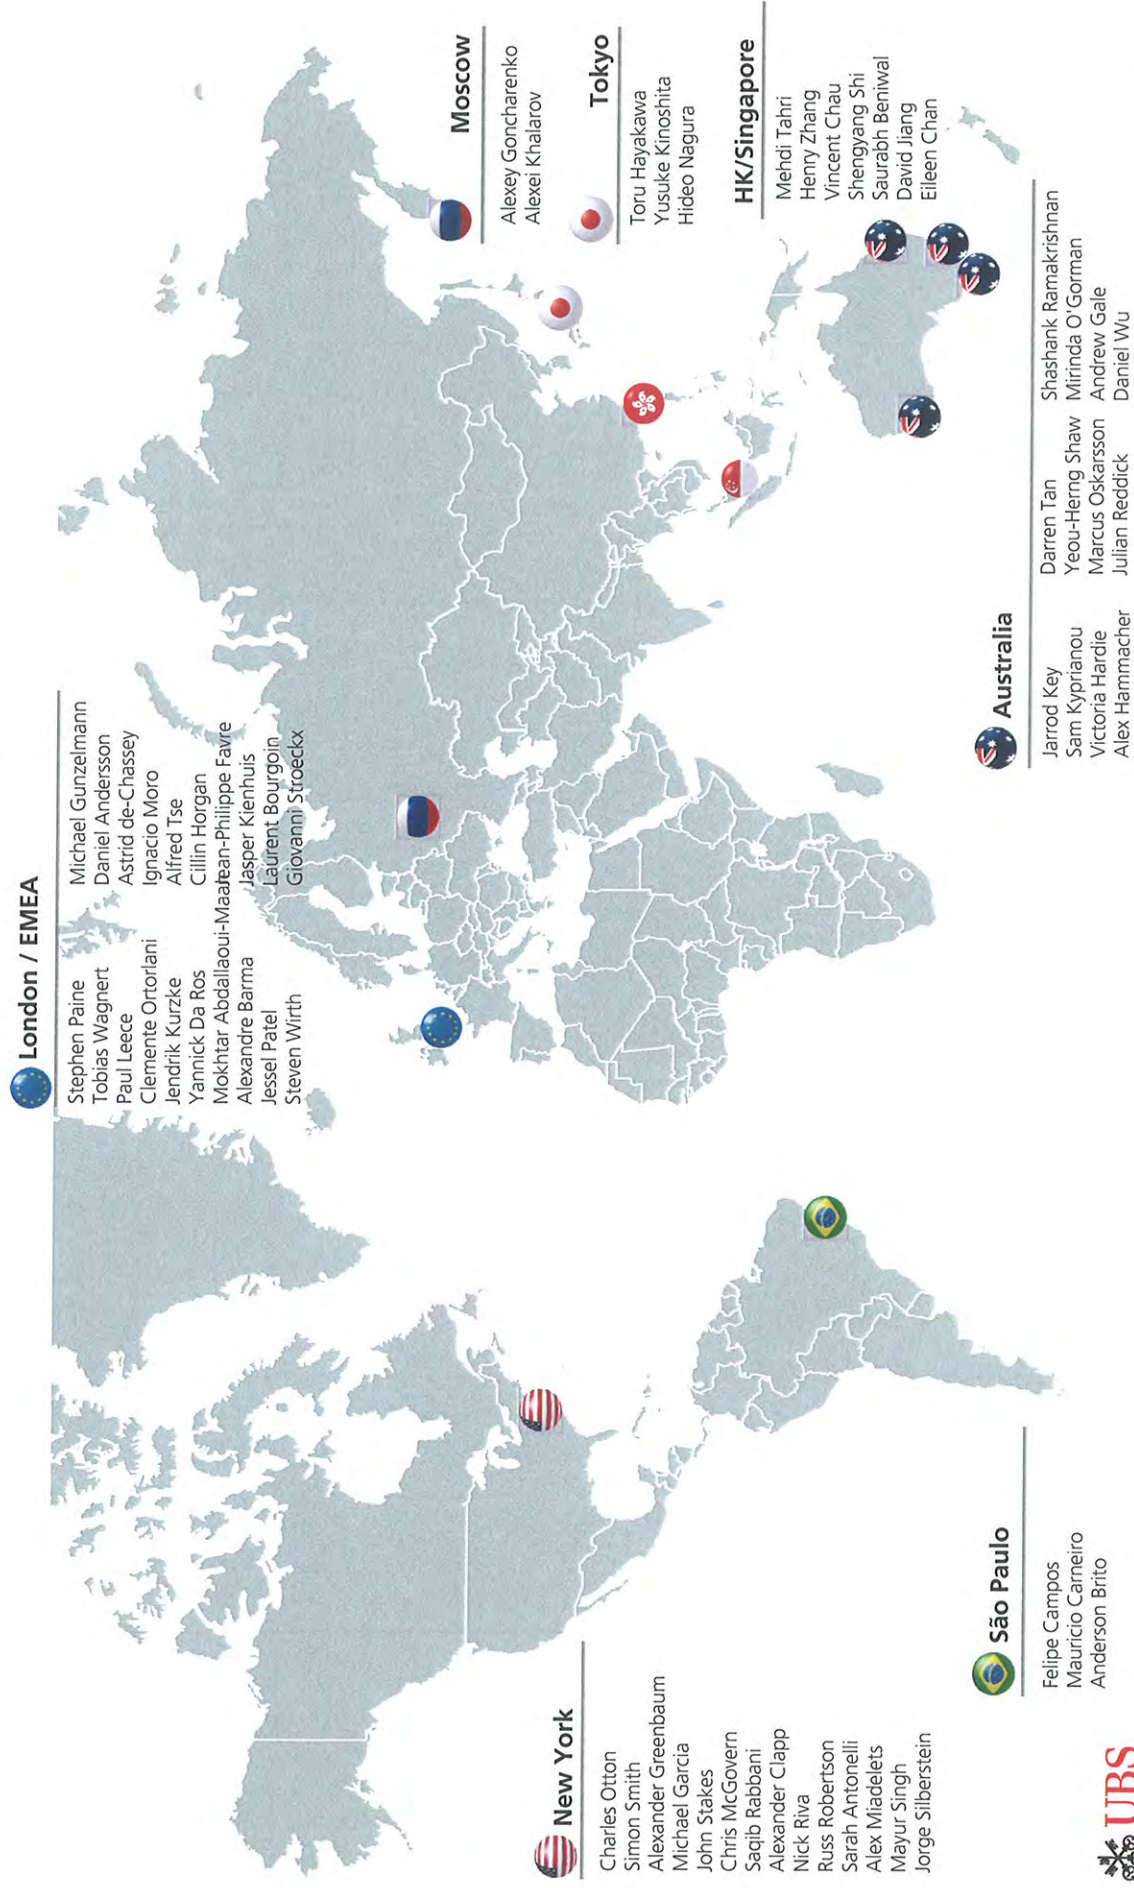 London / EMEA
Stephen Paine
Tobias Wagnert
Paul Leece
Clemente Ortorlani
Jendrik Kurzke
Yannick Da Ros
Mokhtar Abdallaoui-Maa
Alexandre Barma
Jessel Patel
Steven Wirth
Michael Gunzelmann
Daniel Andersson
Astrid de-Chassey
Ignacio Moro
Alfred Tse
Cillin Horgan
Jean-Philippe Favre
Jasper Kienhuis
Laurent Bourgoin
Giovanni Stroeckx
Moscow
Alexey Goncharenko
Alexei Khalarov
Tokyo
Toru Hayakawa
Yusuke Kinoshita
Hideo Nagura
HK/Singapore
Mehdi Tahri
Henry Zhang
Vincent Chau
Shengyang Shi
Saurabh Beniwal
David Jiang
Eileen Chan
New York
Charles Otton
Simon Smith
Alexander Greenbaum
Michael Garcia
John Stakes
Chris McGovern
Saqib Rabbani
Alexander Clapp
Nick Riva
Russ Robertson
Sarah Antonelli
Alex Miadelets
Mayur Singh
Jorge Silberstein
São Paulo
Felipe Campos
Mauricio Carneiro
Anderson Brito
Australia
Jarrod Key
Sam Kyprianou
Victoria Hardie
Alex Hammacher
Darren Tan
Yeou-Herng Shaw
Marcus Oskarsson
Julian Reddick
Shashank Ramakrishnan
Mirinda O'Gorman
Andrew Gale
Daniel Wu
UBS